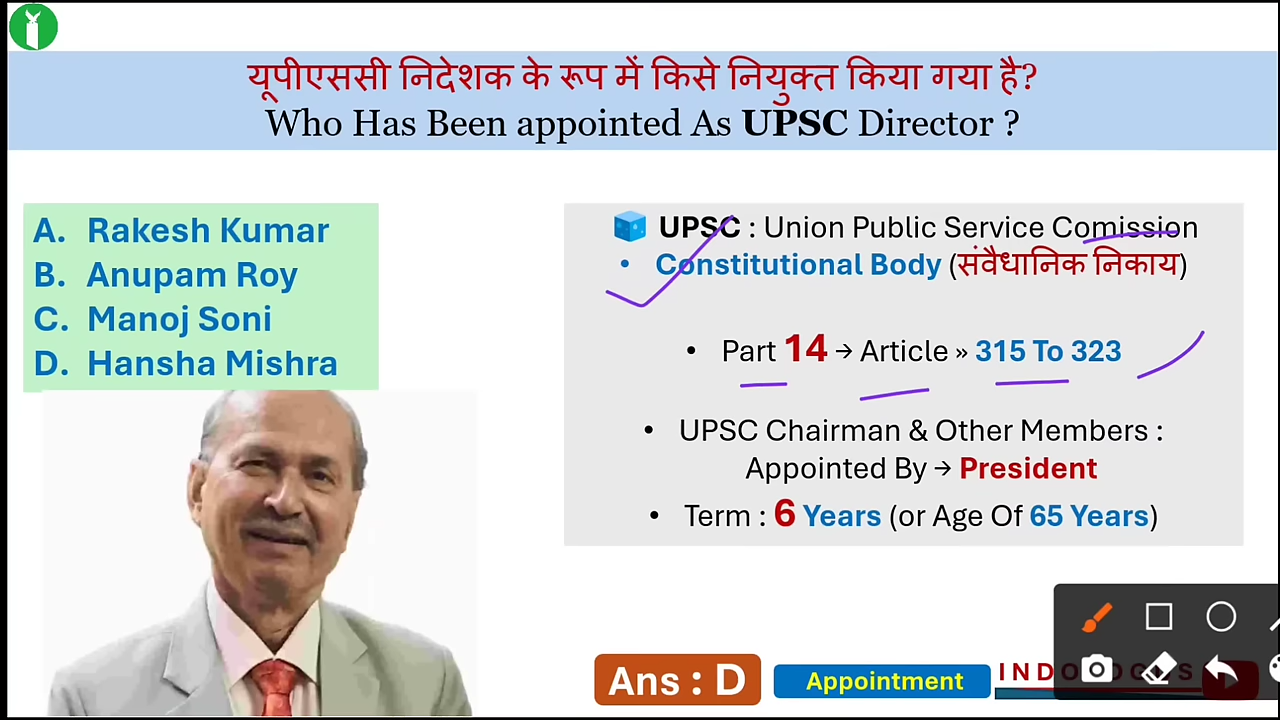 यूपीएससी निदेशक के रूप में किसे नियुक्त किया गया है?
Who Has Been appointed As UPSC Director ?
A. Rakesh Kumar
B. Anupam Roy
C. Manoj Soni
D. Hansha Mishra
UPSC : Union Public Service Comission
• Constitutional Body (संवैधानिक निकाय)
• Part 14 → Article » 315 To 323
• UPSC Chairman & Other Members :
Appointed By → President
• Term : 6 Years (or Age Of 65 Years)
Ans : D
Appointment